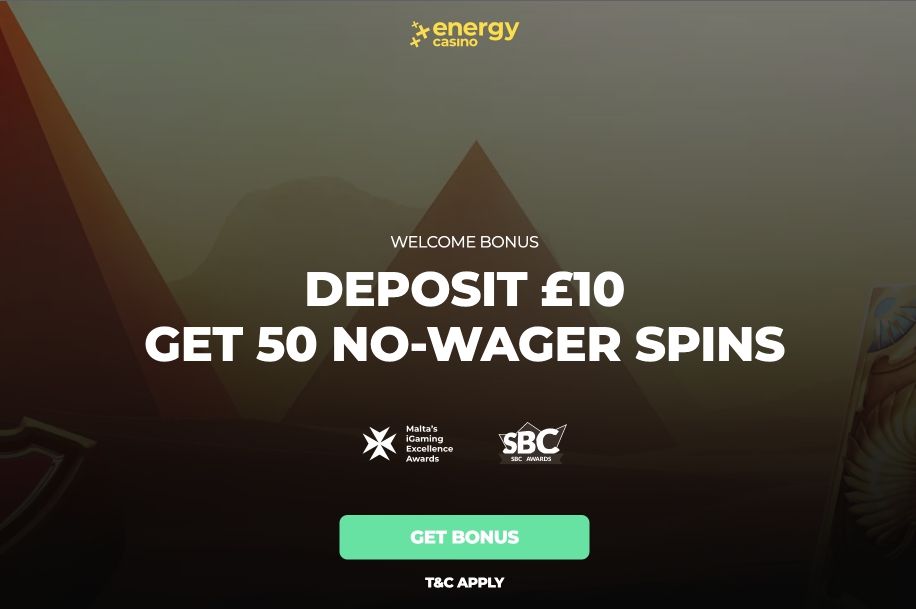 energy
casino
WELCOME BONUS
DEPOSIT £10
GET 50 NO-WAGER SPINS
Malta's
iGaming
Excellence
Awards
SBC
SBC AWARDS
GET BONUS
T&C APPLY